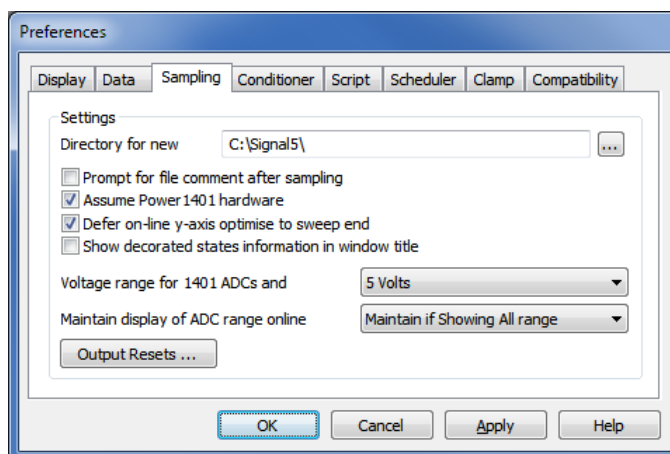 Preferences
Display Data Sampling Conditioner Script Scheduler Clamp Compatibility
Settings
Directory for new C:\Signal5\ ...
Prompt for file comment after sampling
Assume Power1401 hardware
Defer on-line y-axis optimise to sweep end
Show decorated states information in window title
Voltage range for 1401 ADCs and 5 Volts
Maintain display of ADC range online Maintain if Showing All range
Output Resets ...
OK Cancel Apply Help